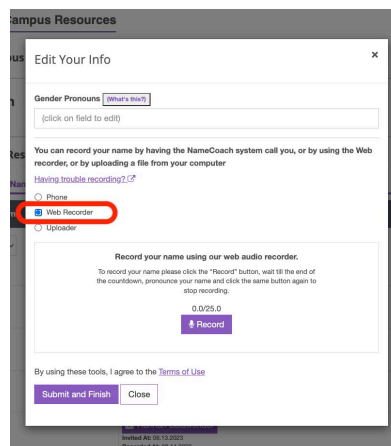 Campus Resources
Edit Your Info
×
Gender Pronouns (What's this?)
(click on field to edit)
You can record your name by having the NameCoach system call you, or by using the Web
recorder, or by uploading a file from your computer
Having trouble recording?
Phone
Web Recorder
Uploader
Record your name using our web audio recorder.
To record your name please click the "Record" button, wait till the end of
the countdown, pronounce your name and click the same button again to
stop recording.
0.0/25.0
Record
By using these tools, I agree to the Terms of Use
Submit and Finish Close
Invited At: 06.13.2023